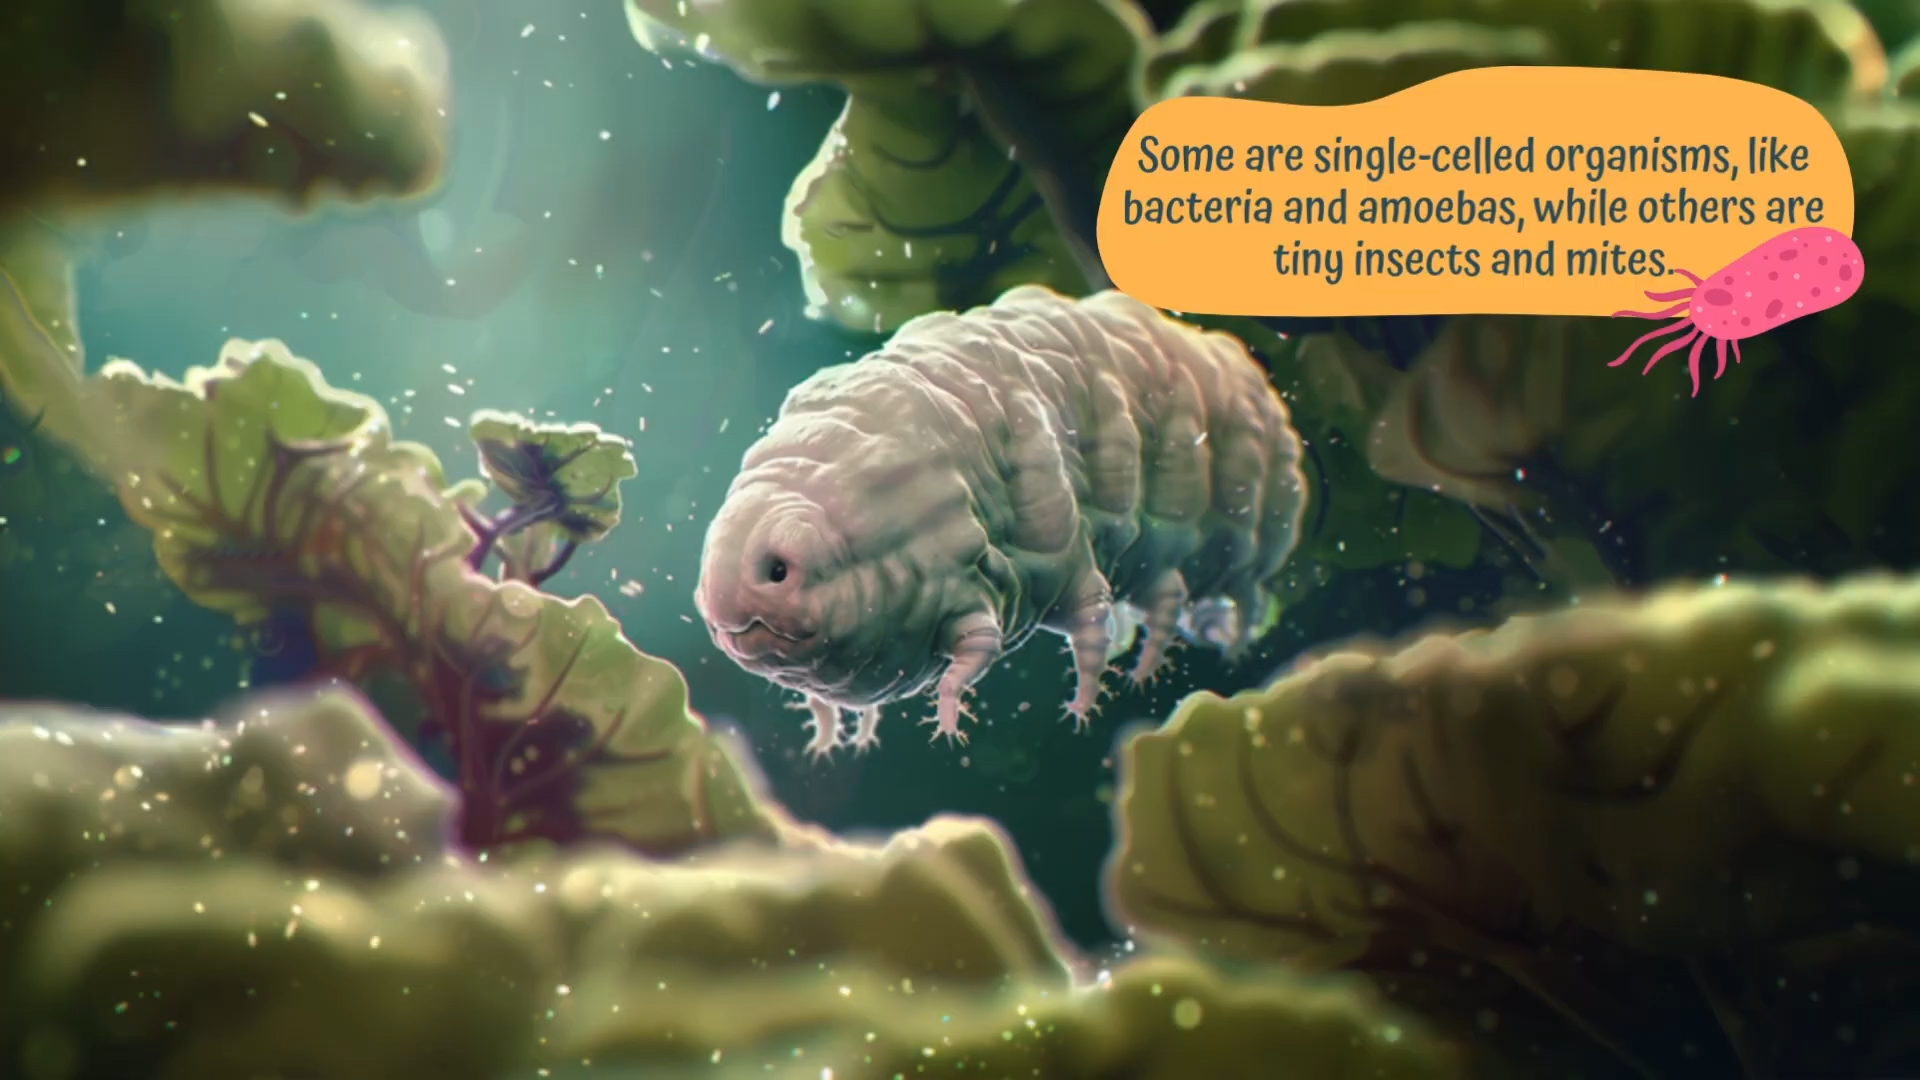 Some are single-celled organisms, like
bacteria and amoebas, while others are
tiny insects and mites.